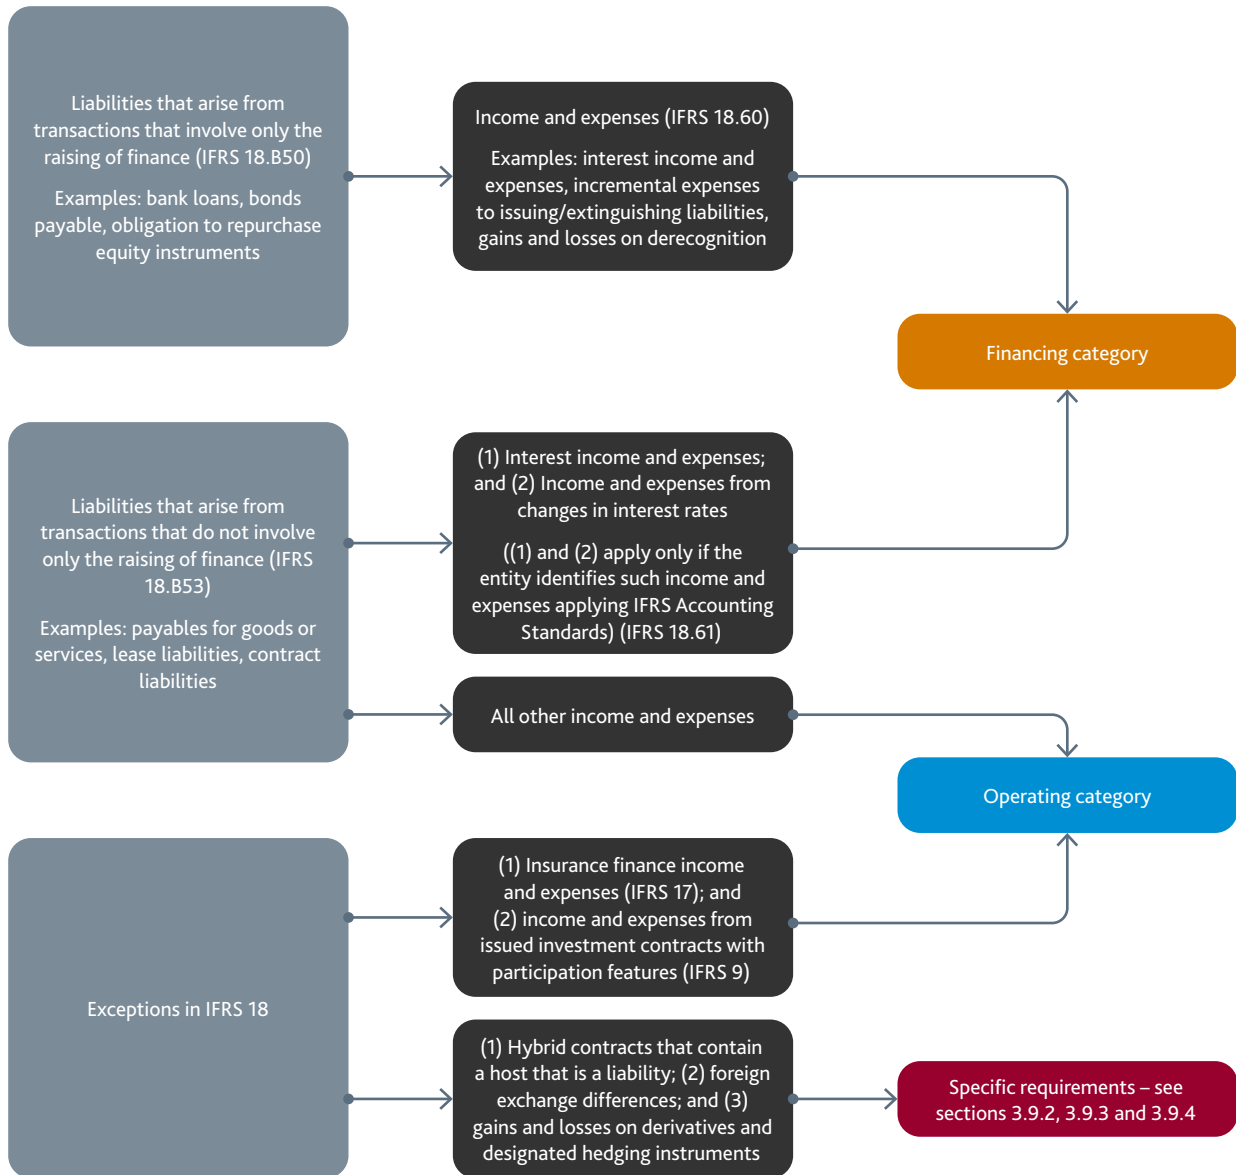 Liabilities that arise from
transactions that involve only the
raising of finance (IFRS 18.B50)
Examples: bank loans, bonds
payable, obligation to repurchase
equity instruments
Income and expenses (IFRS 18.60)
Examples: interest income and
expenses, incremental expenses
to issuing/extinguishing liabilities,
gains and losses on derecognition
Financing category
Liabilities that arise from
transactions that do not involve
only the raising of finance (IFRS
18.B53)
Examples: payables for goods or
services, lease liabilities, contract
liabilities
(1) Interest income and expenses;
and (2) Income and expenses from
changes in interest rates
((1) and (2) apply only if the
entity identifies such income and
expenses applying IFRS Accounting
Standards) (IFRS 18.61)
All other income and expenses
Operating category
Exceptions in IFRS 18
(1) Insurance finance income
and expenses (IFRS 17); and
(2) income and expenses from
issued investment contracts with
participation features (IFRS 9)
(1) Hybrid contracts that contain
a host that is a liability; (2) foreign
exchange differences; and (3)
gains and losses on derivatives and
designated hedging instruments
Specific requirements – see
sections 3.9.2, 3.9.3 and 3.9.4